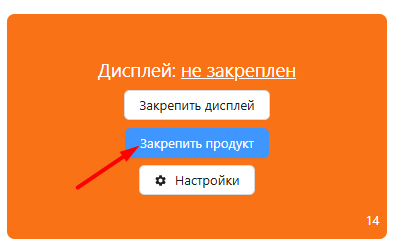 Дисплей: не закреплен
Закрепить дисплей
Закрепить продукт
Настройки
14